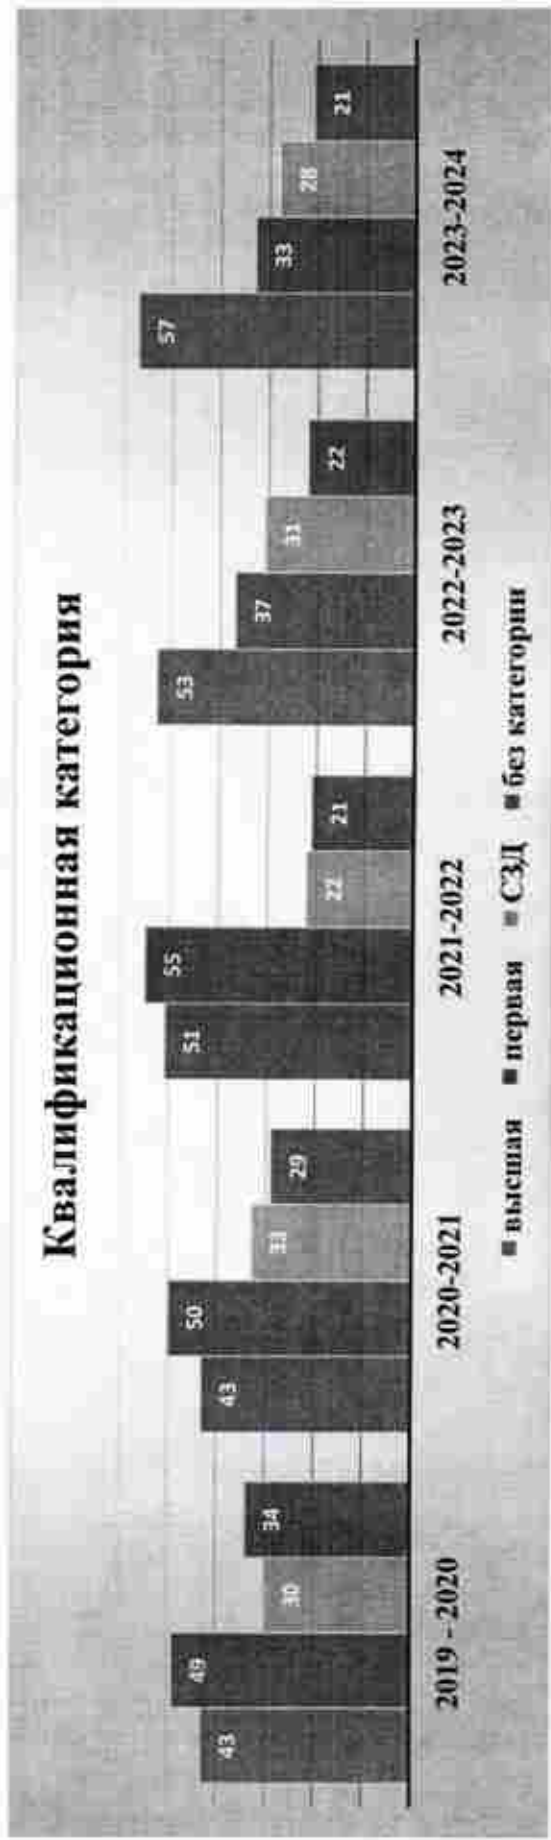 Квалификационная категория
43 49 30 34
43 50 33 29
51 55 22 21
53 37 31 22
57 33 28 21
2019 - 2020 2020-2021 2021-2022 2022-2023 2023-2024
высшая первая СЗД без категории